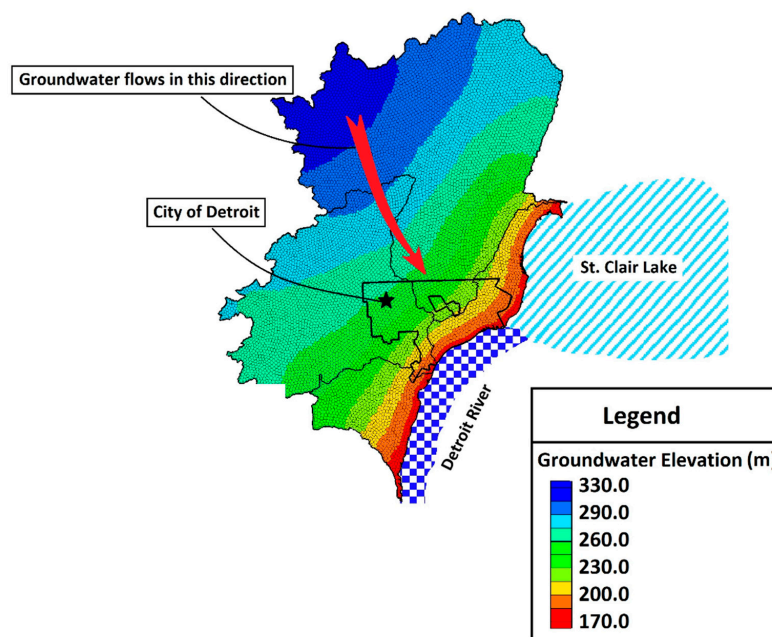 Groundwater flows in this direction
City of Detroit
St. Clair Lake
Detroit River
Legend
Groundwater Elevation (m)
330.0
290.0
260.0
230.0
200.0
170.0